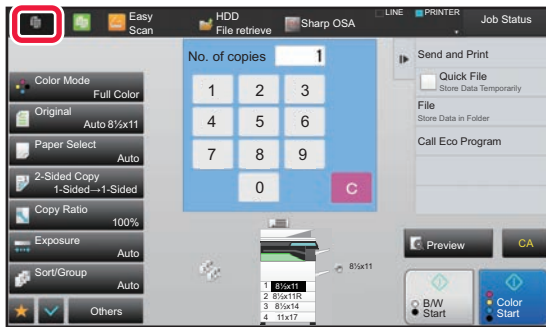 Easy
Scan
HDD
File retrieve
Sharp OSA
LINE
PRINTER
Job Status
No. of copies
1
1 2 3
4 5 6
7 8 9
0 C
Color Mode
Full Color
Original
Auto 8½x11
Paper Select
Auto
2-Sided Copy
1-Sided→1-Sided
Copy Ratio
100%
Exposure
Auto
Sort/Group
Auto
Others
8½x11
1 8½x11
2 8½x11R
3 8½x14
4 11x17
Send and Print
Quick File
Store Data Temporarily
File
Store Data in Folder
Call Eco Program
Preview
CA
B/W
Start
Color
Start